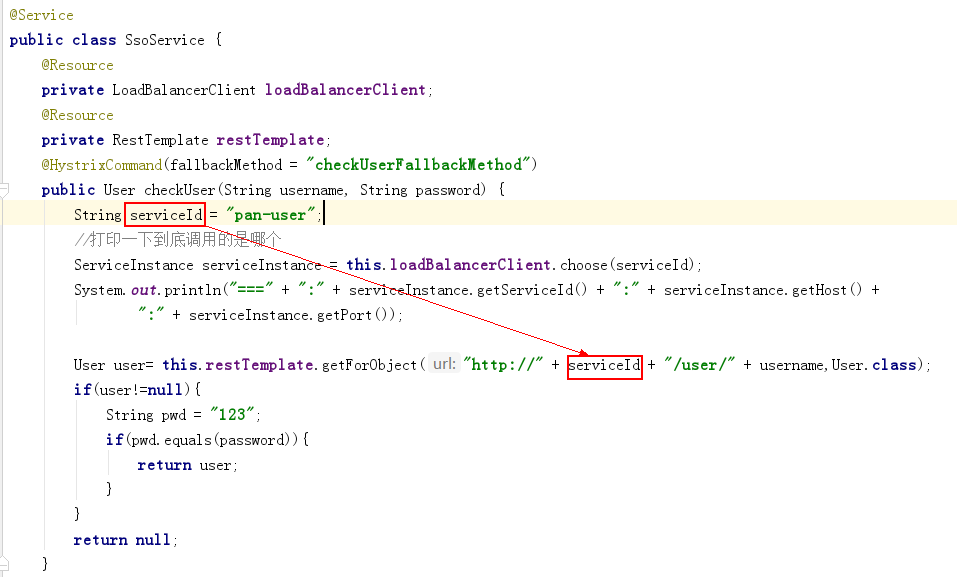 @Service
public class SsoService {
@Resource
private LoadBalancerClient loadBalancerClient;
@Resource
private RestTemplate restTemplate;
@HystrixCommand(fallbackMethod = "checkUserFallbackMethod")
public User checkUser(String username, String password) {
String serviceId = "pan-user";
//打印一下到底调用的是哪个
ServiceInstance serviceInstance = this.loadBalancerClient.choose(serviceId);
System.out.println("===" + ":" + serviceInstance.getServiceId() + ":" + serviceInstance.getHost() +
":" + serviceInstance.getPort());
User user= this.restTemplate.getForObject( url: "http://" + serviceId + "/user/" + username,User.class);
if(user!=null){
String pwd = "123";
if(pwd.equals(password)){
return user;
}
}
return null;
}